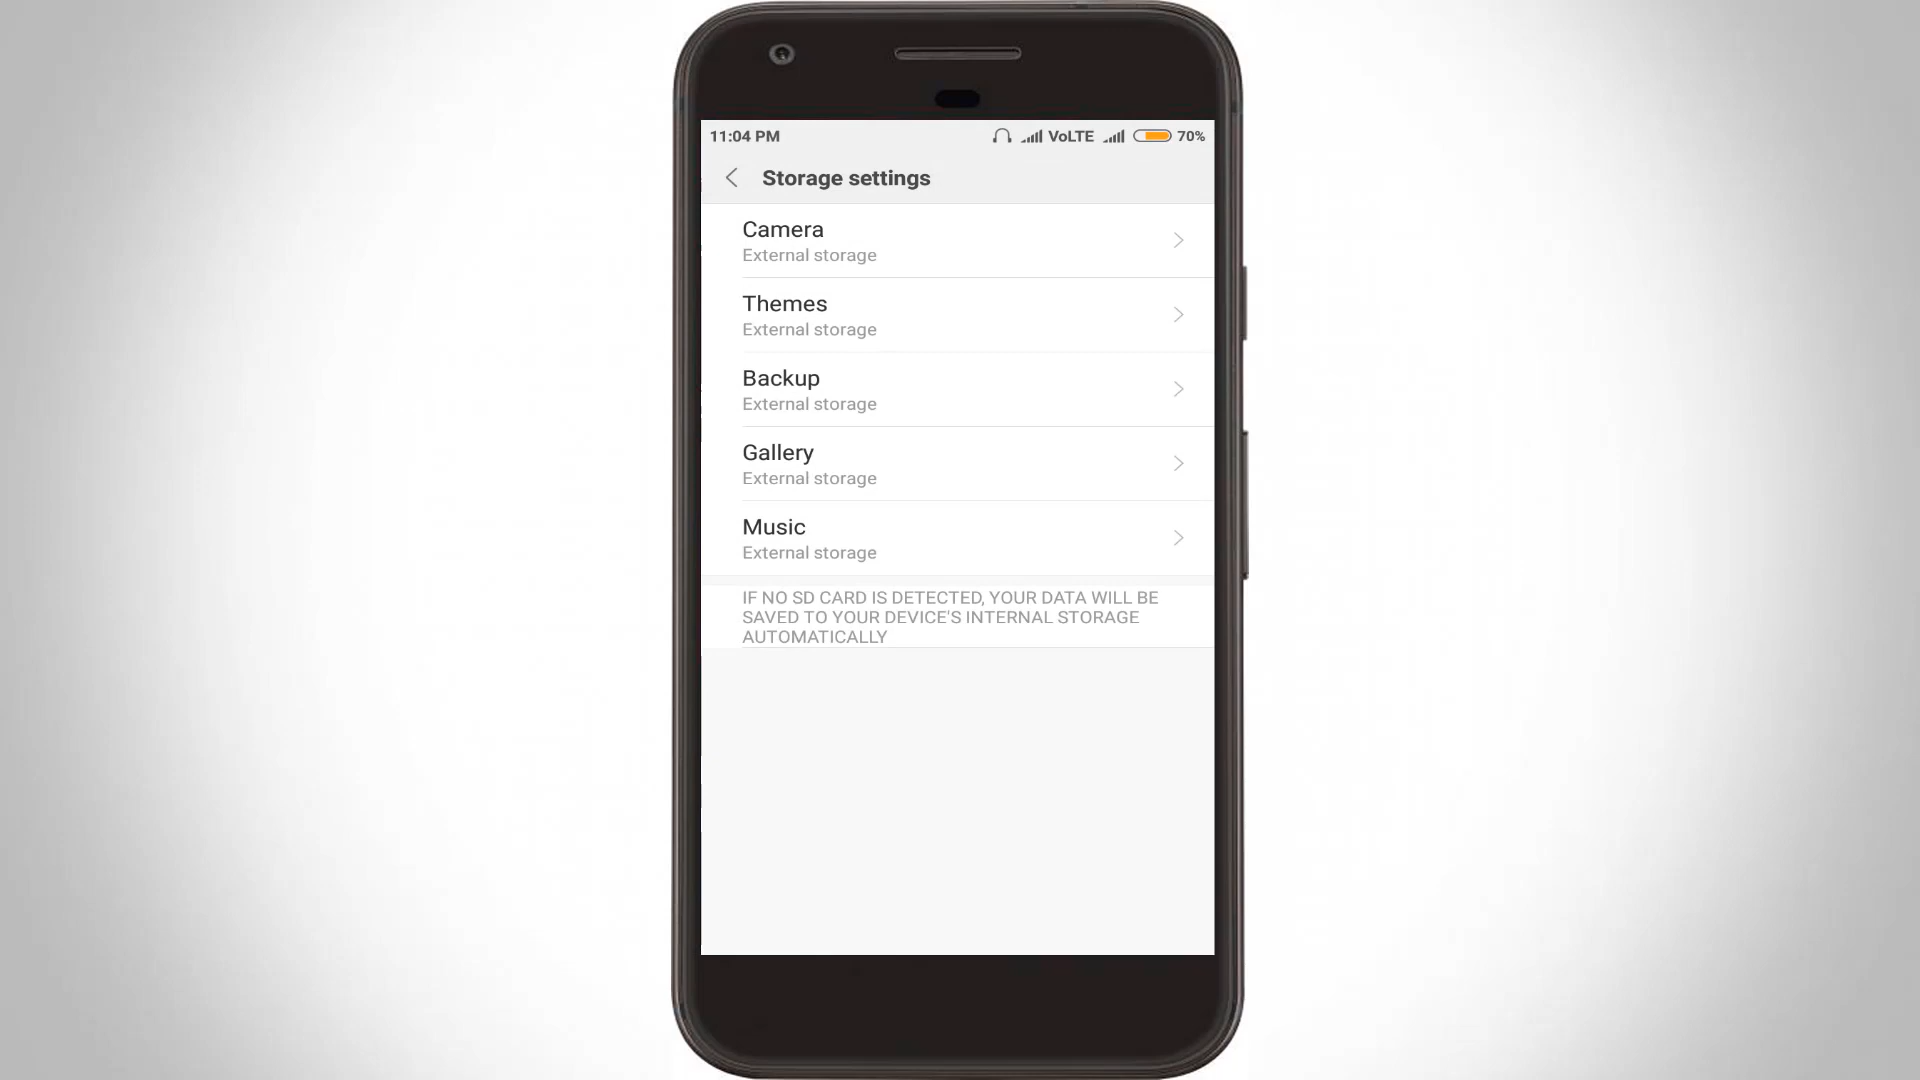 11:04 PM VoLTE 70%
Storage settings
Camera
External storage
Themes
External storage
Backup
External storage
Gallery
External storage
Music
External storage
IF NO SD CARD IS DETECTED, YOUR DATA WILL BE
SAVED TO YOUR DEVICE'S INTERNAL STORAGE
AUTOMATICALLY